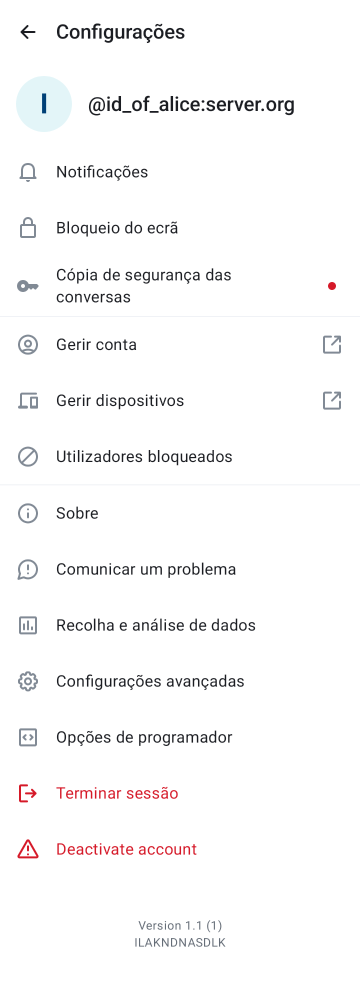 Configurações
I
@id_of_alice:server.org
Notificações
Bloqueio do ecrã
Cópia de segurança das
conversas
Gerir conta
Gerir dispositivos
Utilizadores bloqueados
Sobre
Comunicar um problema
Recolha e análise de dados
Configurações avançadas
Opções de programador
Terminar sessão
Deactivate account
Version 1.1 (1)
ILAKNDNASDLK